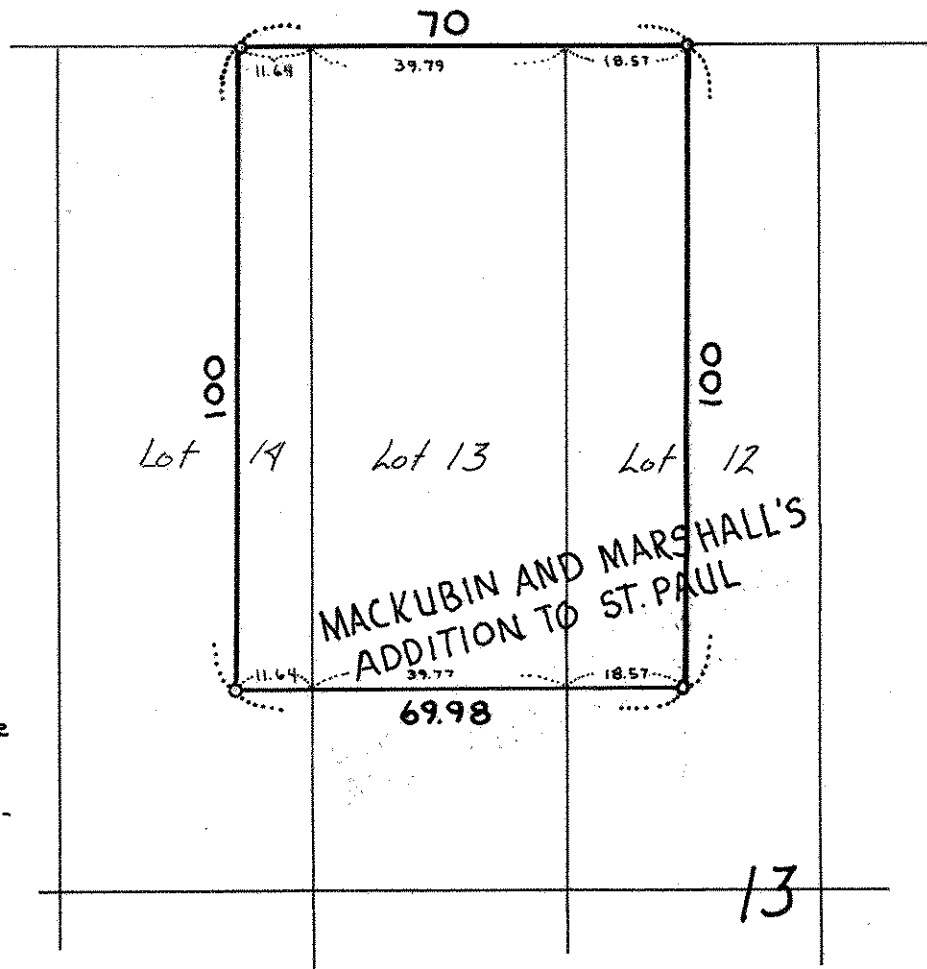 70
11.64 39.79 18.57
100 100
Lot 14 Lot 13 Lot 12
MACKUBIN AND MARSHALL'S
ADDITION TO ST. PAUL
11.64 39.77 18.57
69.98
13